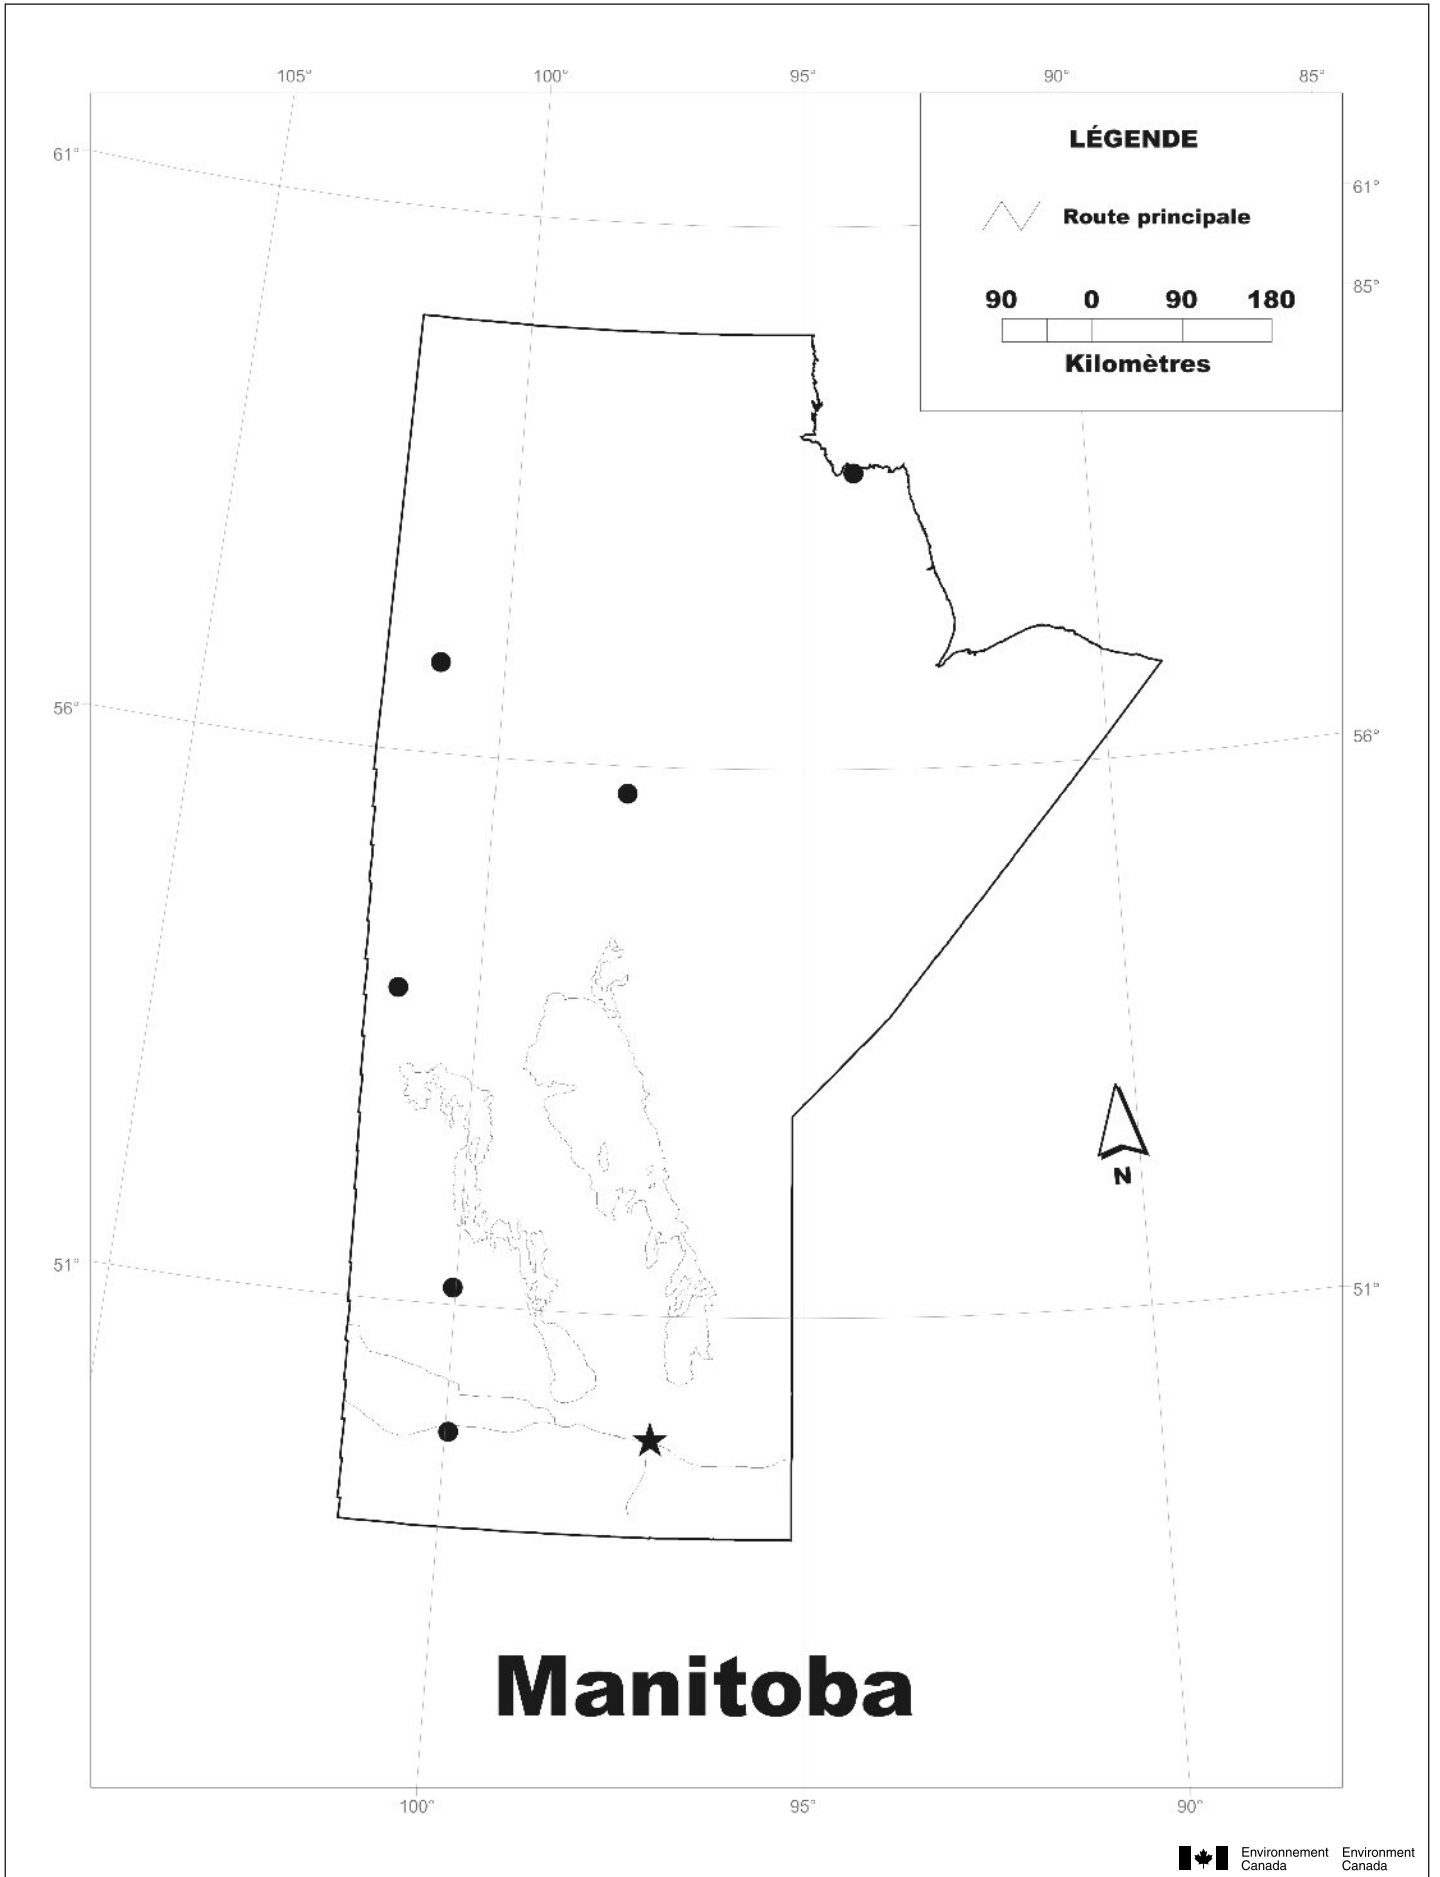 105° 100° 95° 90° 85°
LÉGENDE
61°
61°
Route principale
85°
90 0 90 180
Kilomètres
56°
56°
N
51°
51°
Manitoba
100° 95° 90°
Environnement Environment
Canada Canada